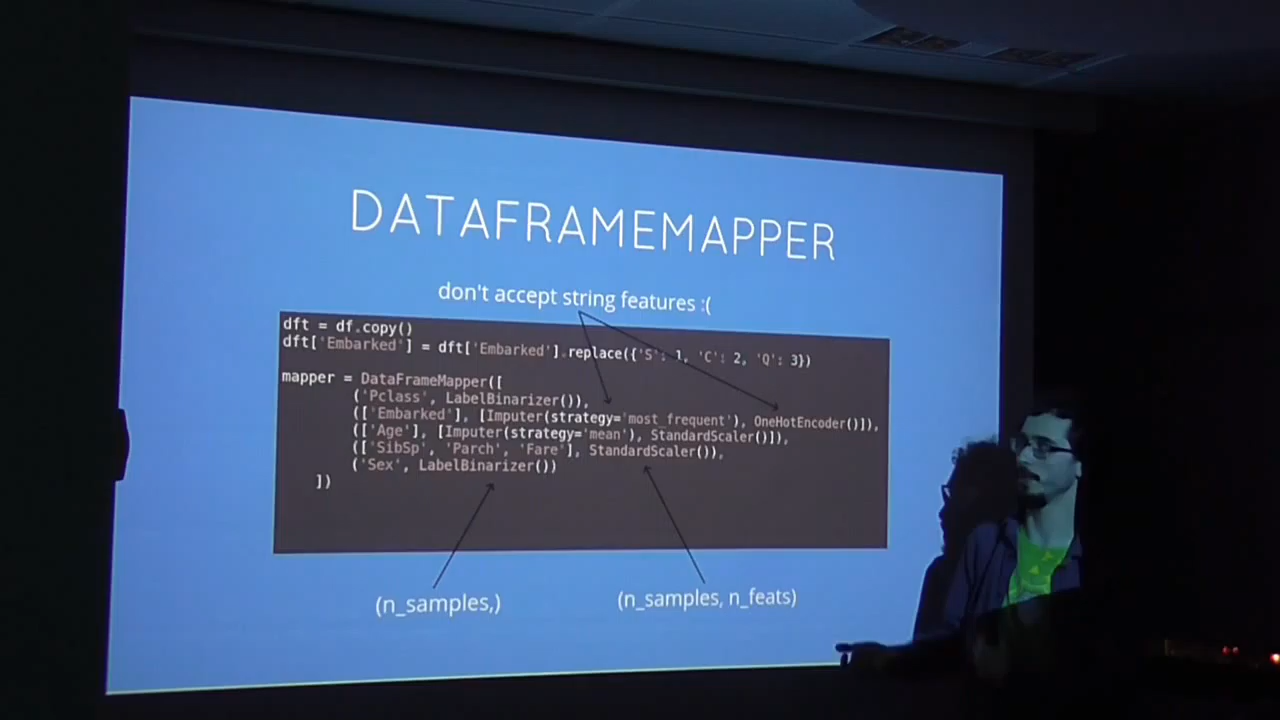 DATAFRAMEMAPPER
don't accept string features :(
dft = df.copy()
dft['Embarked'] = dft['Embarked'].replace({'S': 1, 'C': 2, 'Q': 3})
mapper = DataFrameMapper([
('Pclass', LabelBinarizer()),
(['Embarked'], [Imputer(strategy='most_frequent'), OneHotEncoder()]),
(['Age'], [Imputer(strategy='mean'), StandardScaler()]),
(['SibSp', 'Parch', 'Fare'], StandardScaler()),
('Sex', LabelBinarizer())
])
(n_samples,)
(n_samples, n_feats)